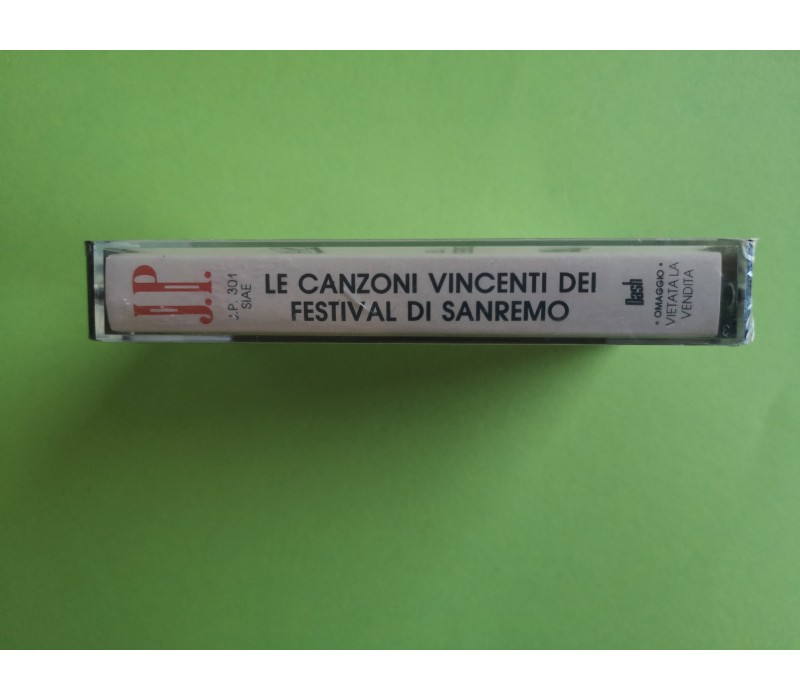 J.P.
J.P.
J.P. 301
SIAE
LE CANZONI VINCENTI DEI
FESTIVAL DI SANREMO
Dash
* OMAGGIO *
VIETATA LA
VENDITA